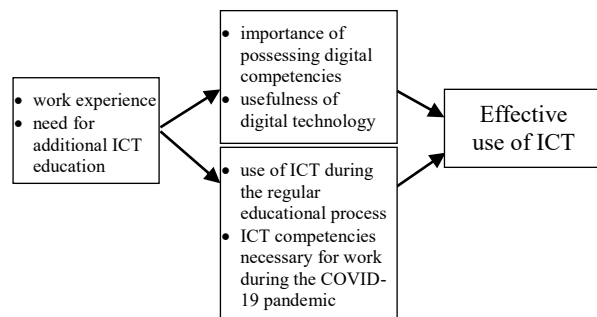 • work experience
• need for
additional ICT
education
• importance of
possessing digital
competencies
• usefulness of
digital technology
• use of ICT during
the regular
educational process
• ICT competencies
necessary for work
during the COVID-
19 pandemic
Effective
use of ICT